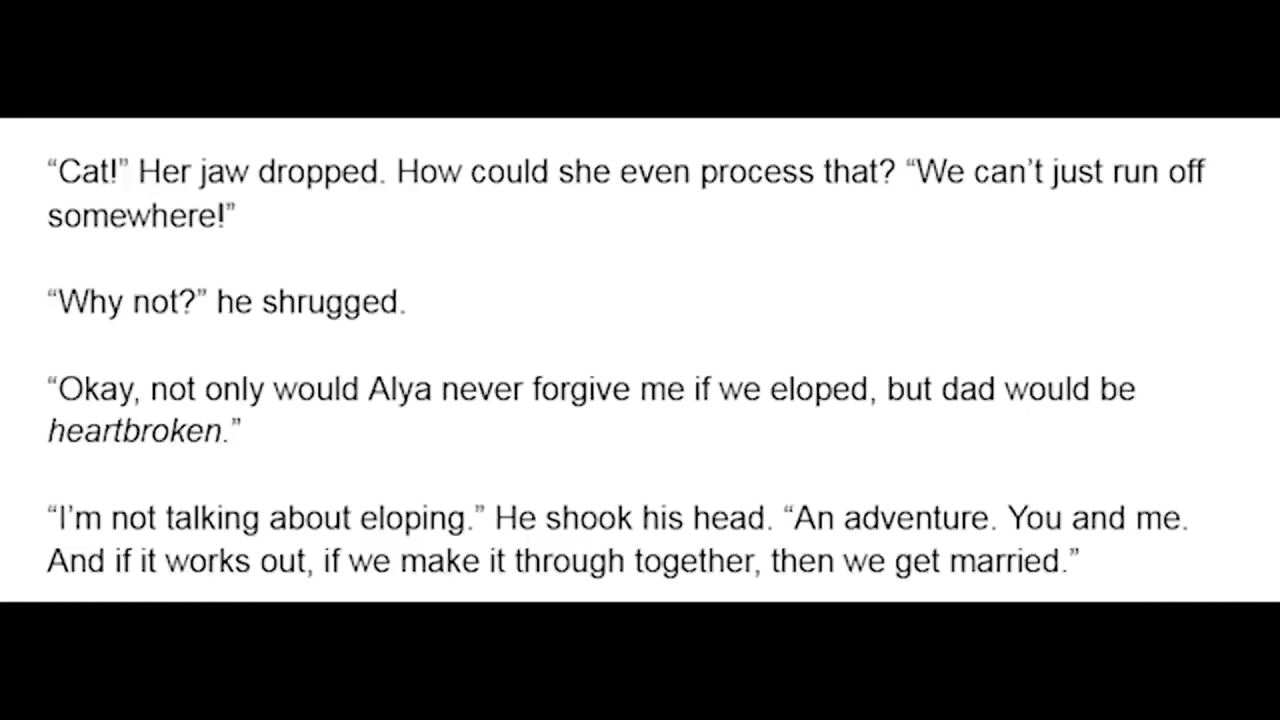 “Cat!” Her jaw dropped. How could she even process that? “We can’t just run off
somewhere!”
“Why not?” he shrugged.
“Okay, not only would Alya never forgive me if we eloped, but dad would be
heartbroken.”
“I’m not talking about eloping.” He shook his head. “An adventure. You and me.
And if it works out, if we make it through together, then we get married.”